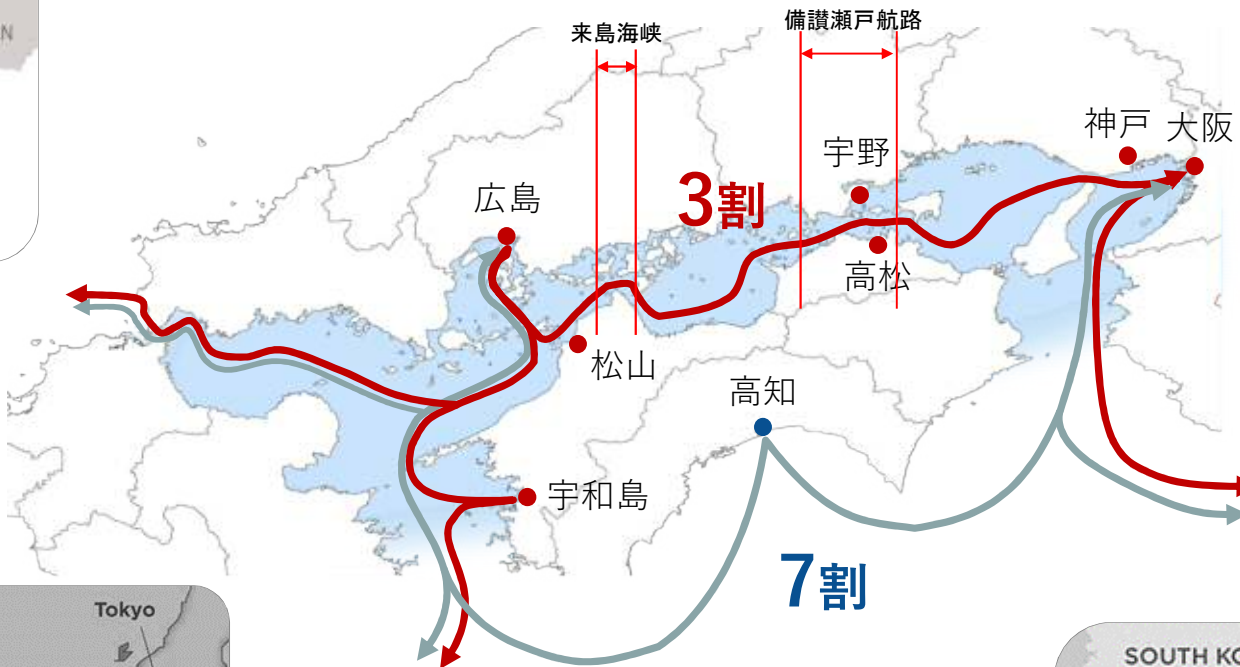 備讃瀬戸航路
来島海峡
神戸
大阪
宇野
広島
3割
高松
松山
高知
宇和島
7割
Tokyo
SOUTH KO
N